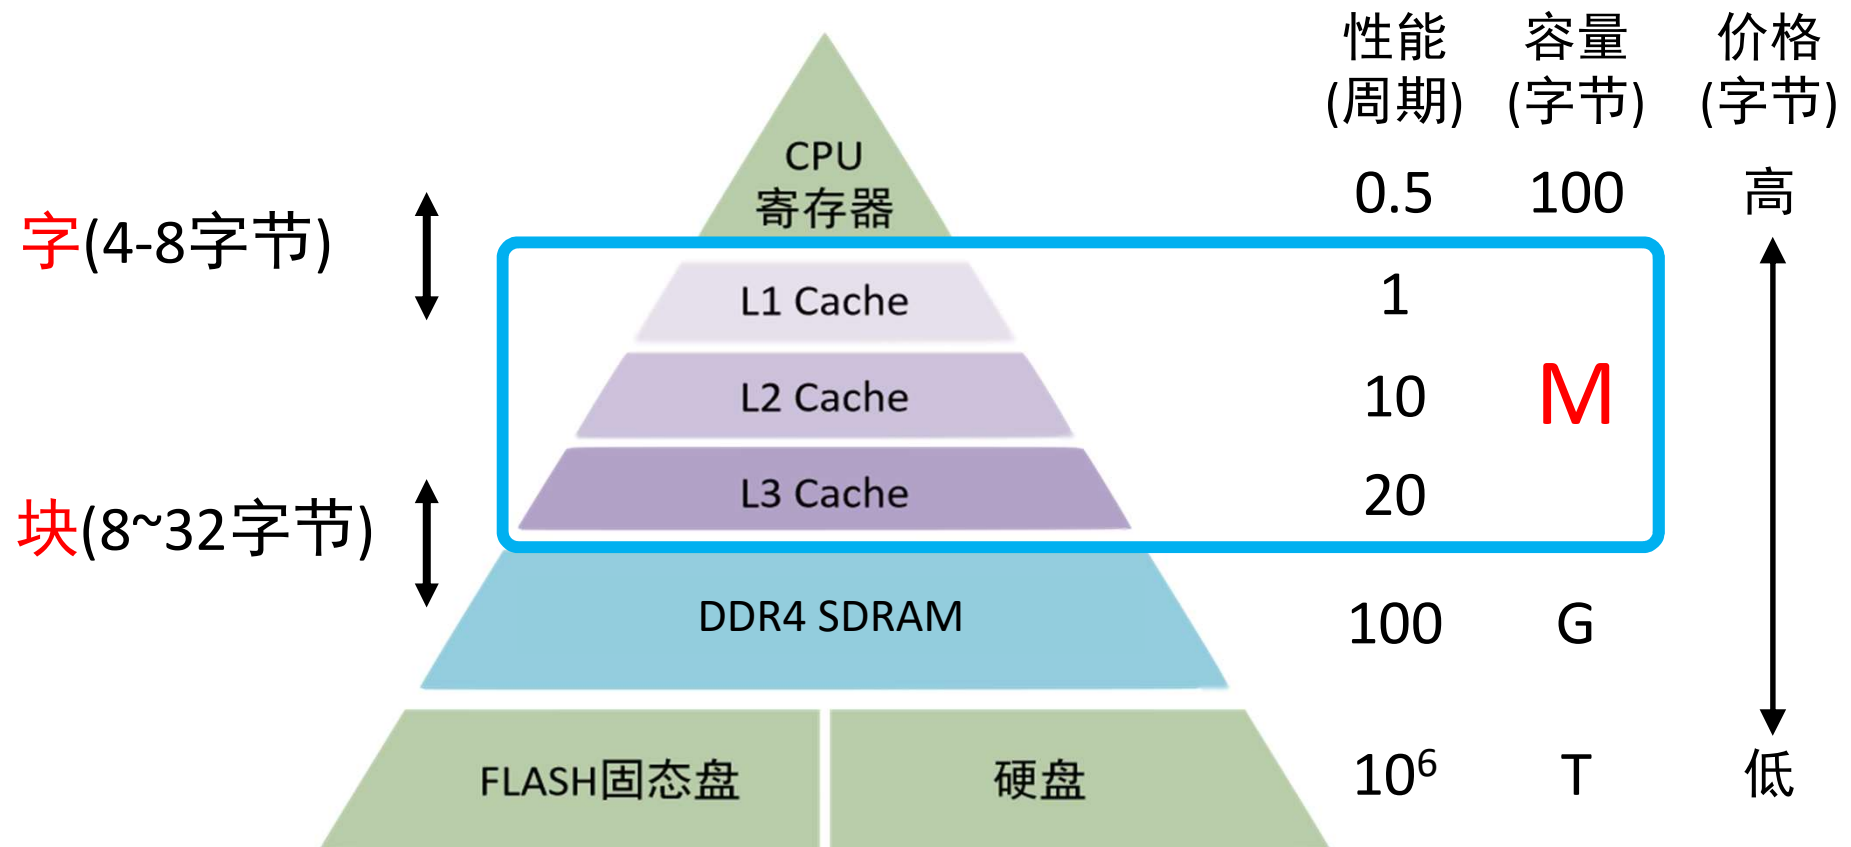 性能 容量 价格
(周期) (字节) (字节)
CPU
寄存器
0.5 100 高
字(4-8字节)
L1 Cache 1
L2 Cache 10 M
L3 Cache 20
块(8~32字节)
DDR4 SDRAM 100 G
FLASH固态盘 硬盘 10⁶ T 低